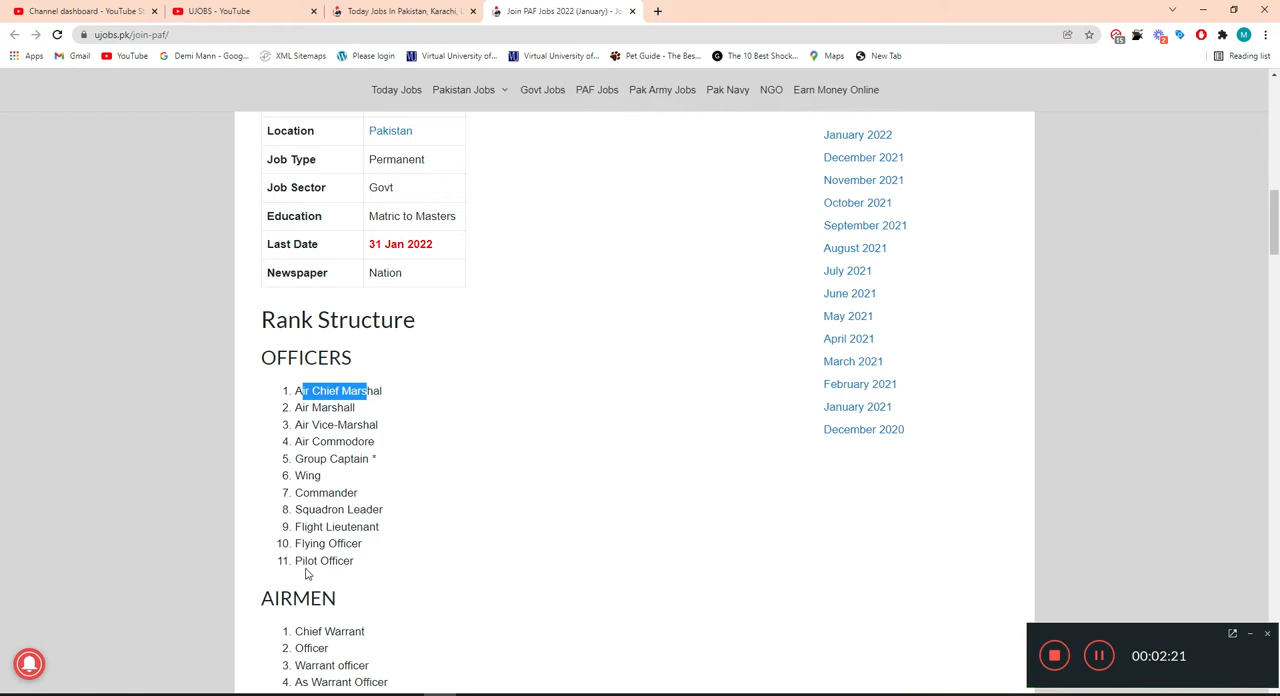 Channel dashboard - YouTube St
UJOBS - YouTube
Today Jobs In Pakistan, Karachi, L
Join PAF Jobs 2022 (January) - Jo
ujobs.pk/join-paf/
M
Apps
Gmail
YouTube
Demi Mann - Goog...
XML Sitemaps
Please login
Virtual University of...
Virtual University of...
Pet Guide - The Bes...
The 10 Best Shock...
Maps
New Tab
Reading list
Today Jobs
Pakistan Jobs
Govt Jobs
PAF Jobs
Pak Army Jobs
Pak Navy
NGO
Earn Money Online
Location Pakistan
Job Type Permanent
Job Sector Govt
Education Matric to Masters
Last Date 31 Jan 2022
Newspaper Nation
Rank Structure
OFFICERS
1. Air Chief Marshal
2. Air Marshall
3. Air Vice-Marshal
4. Air Commodore
5. Group Captain *
6. Wing
7. Commander
8. Squadron Leader
9. Flight Lieutenant
10. Flying Officer
11. Pilot Officer
AIRMEN
1. Chief Warrant
2. Officer
3. Warrant officer
4. As Warrant Officer
January 2022
December 2021
November 2021
October 2021
September 2021
August 2021
July 2021
June 2021
May 2021
April 2021
March 2021
February 2021
January 2021
December 2020
00:02:21